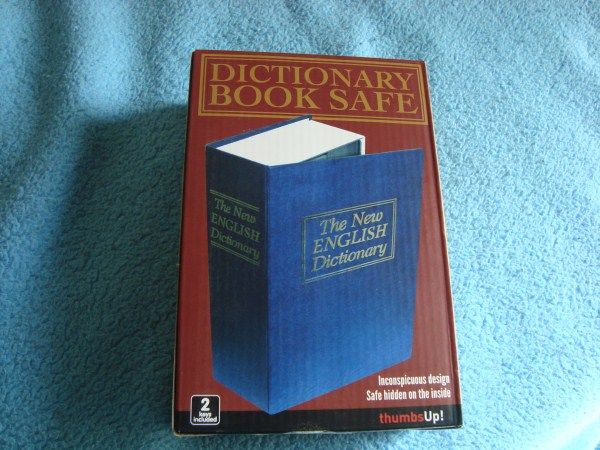 DICTIONARY
BOOK SAFE
The New
ENGLISH
Dictionary
The New
ENGLISH
Dictionary
Inconspicuous design
Safe hidden on the inside
2
keys
included
thumbsUp!